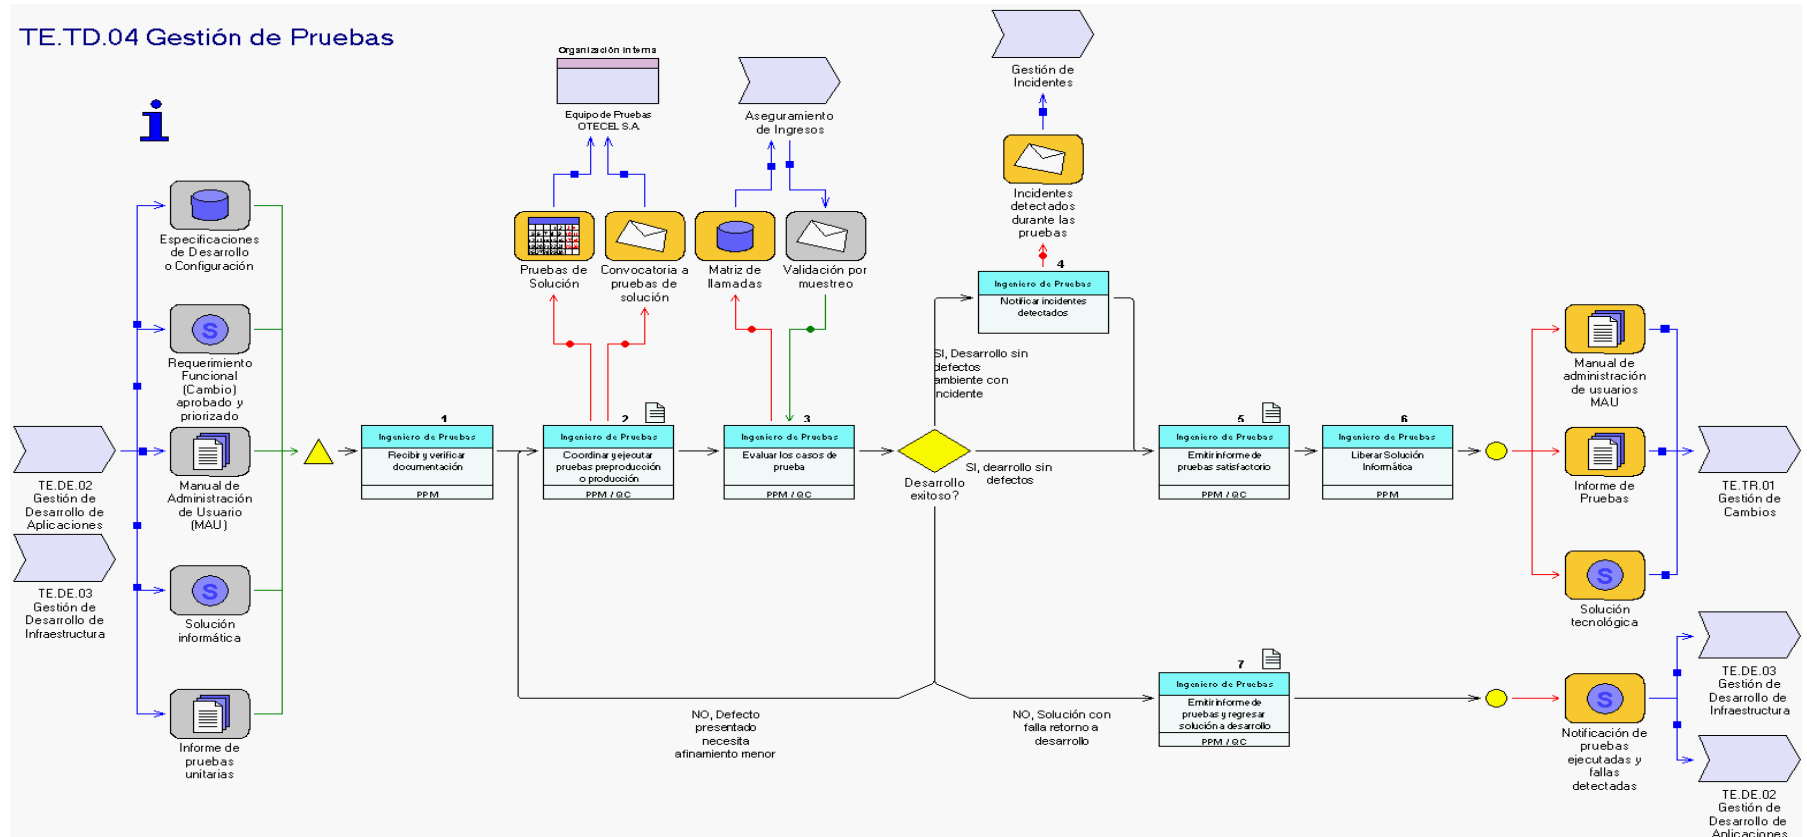 TE.TD.04 Gestión de Pruebas
Organización Interna
Equipo de Pruebas
OTECEL S.A.
Aseguramiento
de Ingresos
Gestión de
Incidentes
Incidentes
detectados
durante las
pruebas
Especificaciones
de Desarrollo
o Configuración
Requerimiento
Funcional
(Cambio)
aprobado y
priorizado
Manual de
Administración
de Usuario
(MAU)
Solución
informática
Informe de
pruebas
unitarias
TE.DE.02
Gestión de
Desarrollo de
Aplicaciones
TE.DE.03
Gestión de
Desarrollo de
Infraestructura
Pruebas de
Solución
Convocatoria a
pruebas de
solución
Matriz de
llamadas
Validación por
muestreo
1
Ingeniero de Pruebas
Recibir y verificar
documentación
PPM
2
Ingeniero de Pruebas
Coordinar y ejecutar
pruebas preproducción
o producción
PPM / QC
3
Ingeniero de Pruebas
Evaluar los casos de
prueba
PPM / QC
Desarrollo
exitoso?
SI, Desarrollo sin
defectos
ambiente con
incidente
SI, dearrollo sin
defectos
4
Ingeniero de Pruebas
Notificar incidentes
detectados
5
Ingeniero de Pruebas
Emitir informe de
pruebas satisfactorio
PPM / QC
6
Ingeniero de Pruebas
Liberar Solución
Informática
PPM
NO, Defecto
presentado
necesita
afinamiento menor
NO, Solución con
falla retorno a
desarrollo
7
Ingeniero de Pruebas
Emitir informe de
pruebas y regresar
solución a desarrollo
PPM / QC
Manual de
administración
de usuarios
MAU
Informe de
Pruebas
Solución
tecnológica
TE.TR.01
Gestión de
Cambios
Notificación de
pruebas
ejecutadas y
fallas
detectadas
TE.DE.03
Gestión de
Desarrollo de
Infraestructura
TE.DE.02
Gestión de
Desarrollo de
Aplicaciones